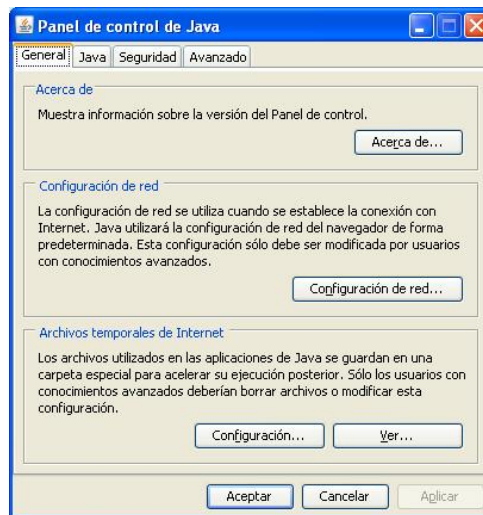 Panel de control de Java
General Java Seguridad Avanzado
Acerca de
Muestra información sobre la versión del Panel de control.
Acerca de...
Configuración de red
La configuración de red se utiliza cuando se establece la conexión con
Internet. Java utilizará la configuración de red del navegador de forma
predeterminada. Esta configuración sólo debe ser modificada por usuarios
con conocimientos avanzados.
Configuración de red...
Archivos temporales de Internet
Los archivos utilizados en las aplicaciones de Java se guardan en una
carpeta especial para acelerar su ejecución posterior. Sólo los usuarios con
conocimientos avanzados deberían borrar archivos o modificar esta
configuración.
Configuración... Ver...
Aceptar Cancelar Aplicar